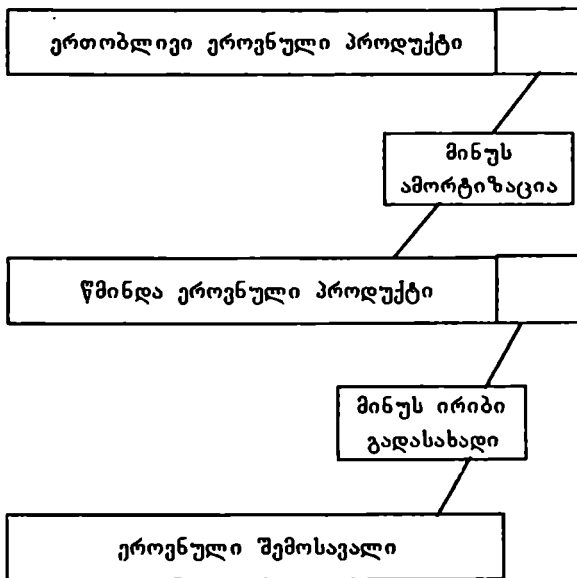 ერთობლივი ეროვნული პროდუქტი
მინუს
ამორტიზაცია
წმინდა ეროვნული პროდუქტი
მინუს ირიბი
გადასახადი
ეროვნული შემოსავალი